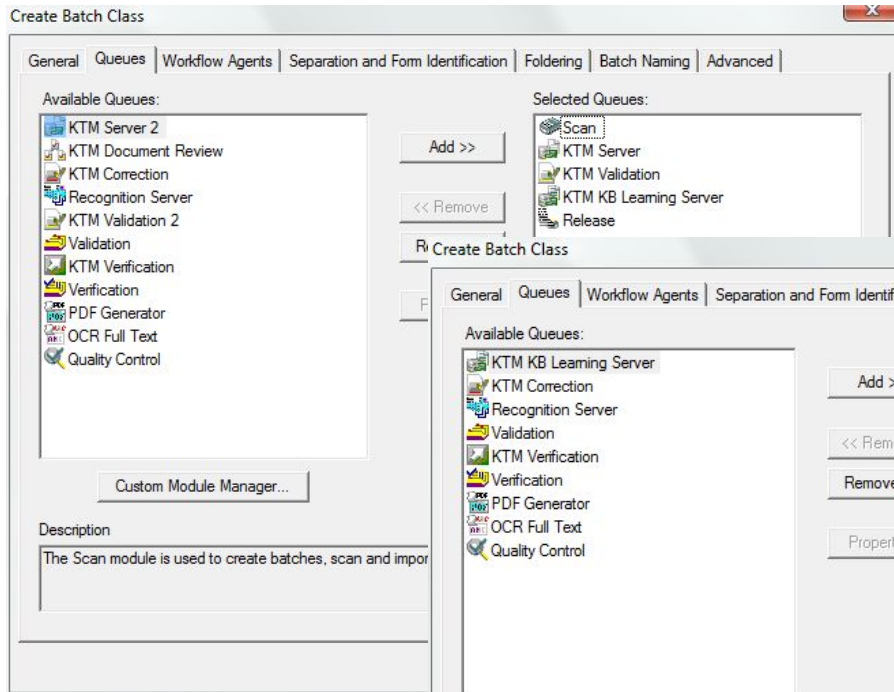 Create Batch Class
General Queues Workflow Agents Separation and Form Identification Foldering Batch Naming Advanced
Available Queues:
KTM Server 2
KTM Document Review
KTM Correction
Recognition Server
KTM Validation 2
Validation
KTM Verification
Verification
PDF Generator
OCR Full Text
Quality Control
Add >>
<< Remove
Selected Queues:
Scan
KTM Server
KTM Validation
KTM KB Learning Server
Release
Custom Module Manager...
Description
The Scan module is used to create batches, scan and impor
Create Batch Class
General Queues Workflow Agents Separation and Form Identif
Available Queues:
KTM KB Learning Server
KTM Correction
Recognition Server
Validation
KTM Verification
Verification
PDF Generator
OCR Full Text
Quality Control
Add >
<< Rem
Remove
Propert